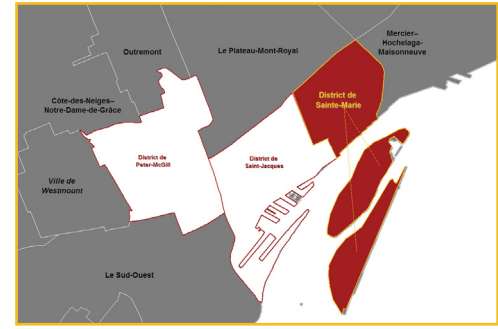 Mercier–
Hochelaga-
Maisonneuve
Outremont
Le Plateau-Mont-Royal
District de
Sainte-Marie
Côte-des-Neiges–
Notre-Dame-de-Grâce
District de
Peter-McGill
District de
Saint-Jacques
Ville de
Westmount
Le Sud-Ouest